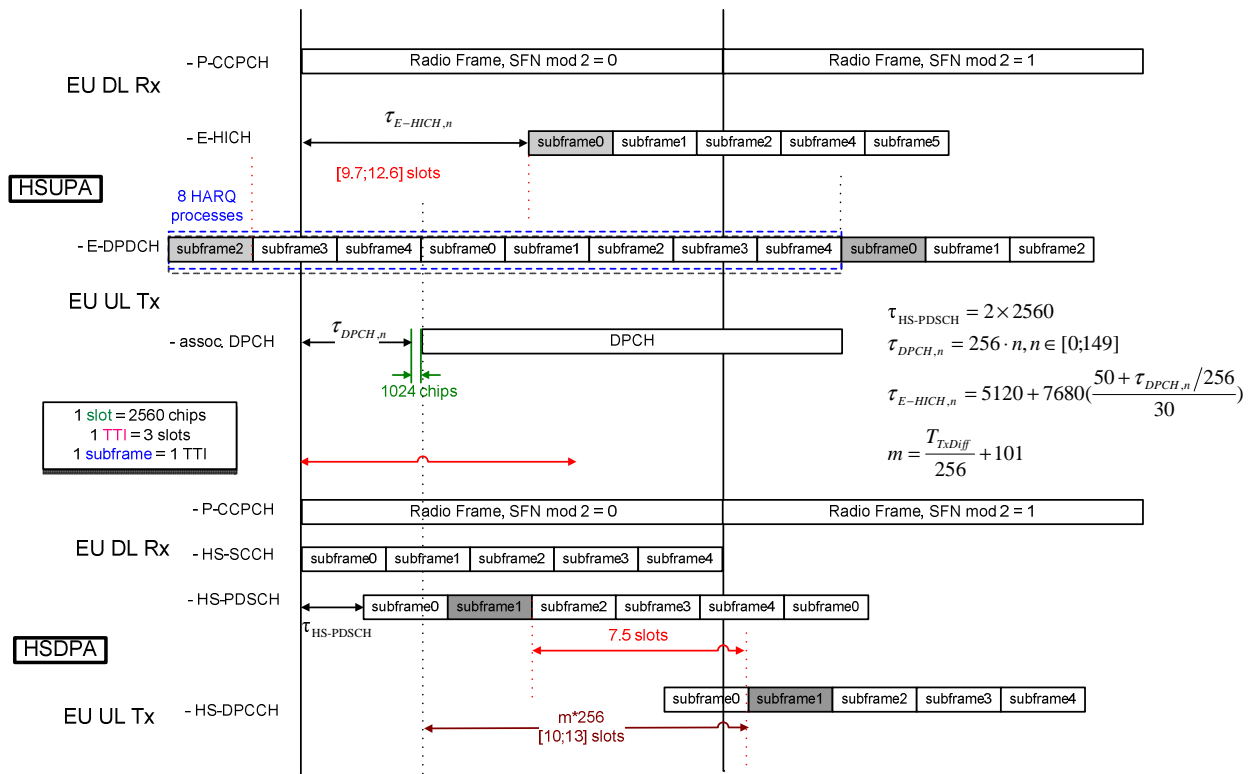 - P-CCPCH
Radio Frame, SFN mod 2 = 0
Radio Frame, SFN mod 2 = 1
EU DL Rx
- E-HICH
τE−HICH,n
subframe0
subframe1
subframe2
subframe4
subframe5
[9.7;12.6] slots
HSUPA
8 HARQ
processes
- E-DPDCH
subframe2
subframe3
subframe4
subframe0
subframe1
subframe2
subframe3
subframe4
subframe0
subframe1
subframe2
EU UL Tx
- assoc. DPCH
τDPCH,n
DPCH
1024 chips
τHS-PDSCH = 2 × 2560
τDPCH,n = 256 · n, n ∈ [0;149]
τE−HICH,n = 5120 + 7680(50 + τDPCH,n/256 / 30)
m = TTxDiff / 256 + 101
1 slot = 2560 chips
1 TTI = 3 slots
1 subframe = 1 TTI
- P-CCPCH
Radio Frame, SFN mod 2 = 0
Radio Frame, SFN mod 2 = 1
EU DL Rx
- HS-SCCH
subframe0
subframe1
subframe2
subframe3
subframe4
- HS-PDSCH
subframe0
subframe1
subframe2
subframe3
subframe4
subframe0
τHS-PDSCH
7.5 slots
HSDPA
EU UL Tx
- HS-DPCCH
subframe0
subframe1
subframe2
subframe3
subframe4
m*256
[10;13] slots